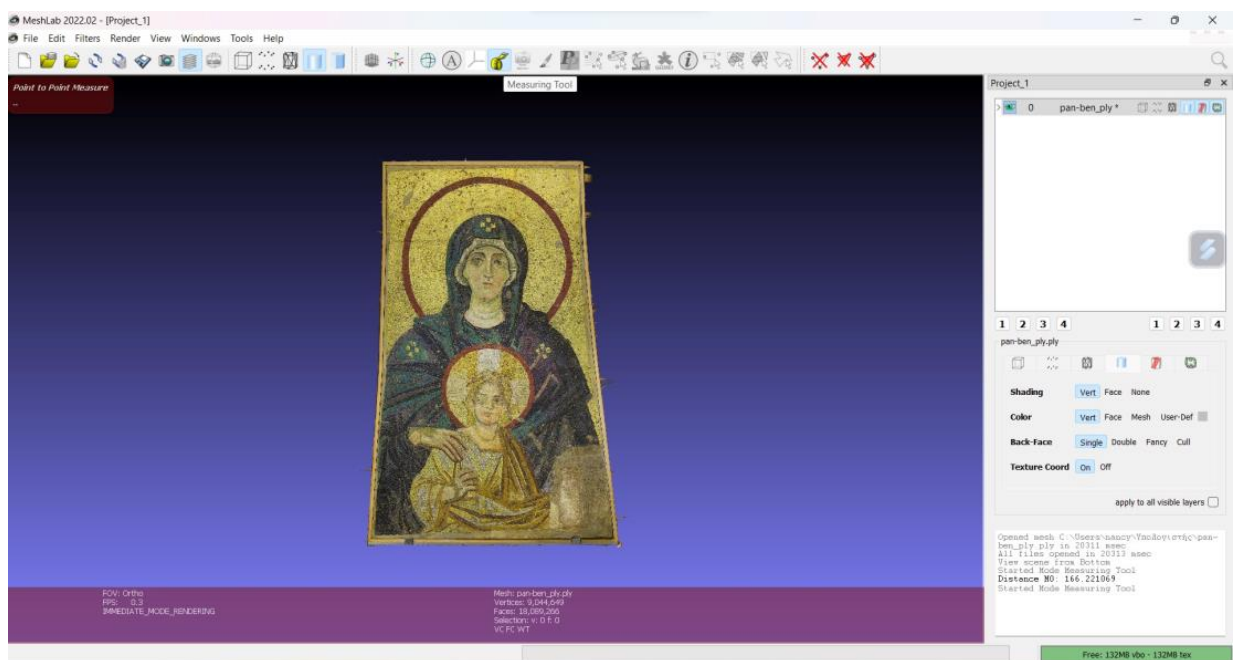 MeshLab 2022.02 - [Project_1]
File Edit Filters Render View Windows Tools Help
Measuring Tool
Point to Point Measure
--
Project_1
0 pan-ben_ply *
1 2 3 4 1 2 3 4
pan-ben_ply.ply
Shading Vert Face None
Color Vert Face Mesh User-Def
Back-Face Single Double Fancy Cull
Texture Coord On Off
apply to all visible layers
Opened mesh C:\Users\nancy\Υπολογιστής\pan-
ben_ply ply in 20311 msec
All files opened in 20313 msec
View scene from Bottom
Started Mode Measuring Tool
Distance M0: 166.221069
Started Mode Measuring Tool
FOV: Ortho
FPS: 0.3
IMMEDIATE_MODE_RENDERING
Mesh: pan-ben_ply.ply
Vertices: 9,044,649
Faces: 18,089,266
Selection: v: 0 f: 0
VC FC WT
Free: 132MB vbo - 132MB tex